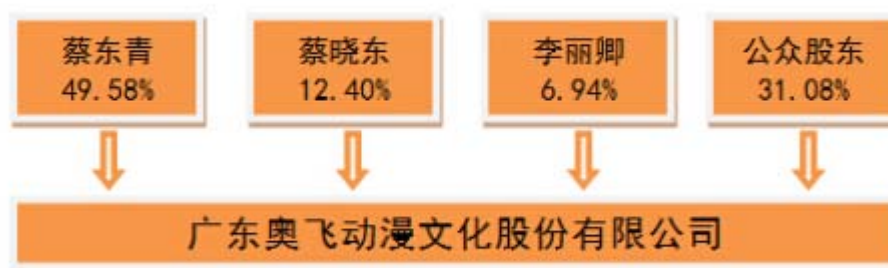 蔡东青
49.58%
蔡晓东
12.40%
李丽卿
6.94%
公众股东
31.08%
广东奥飞动漫文化股份有限公司